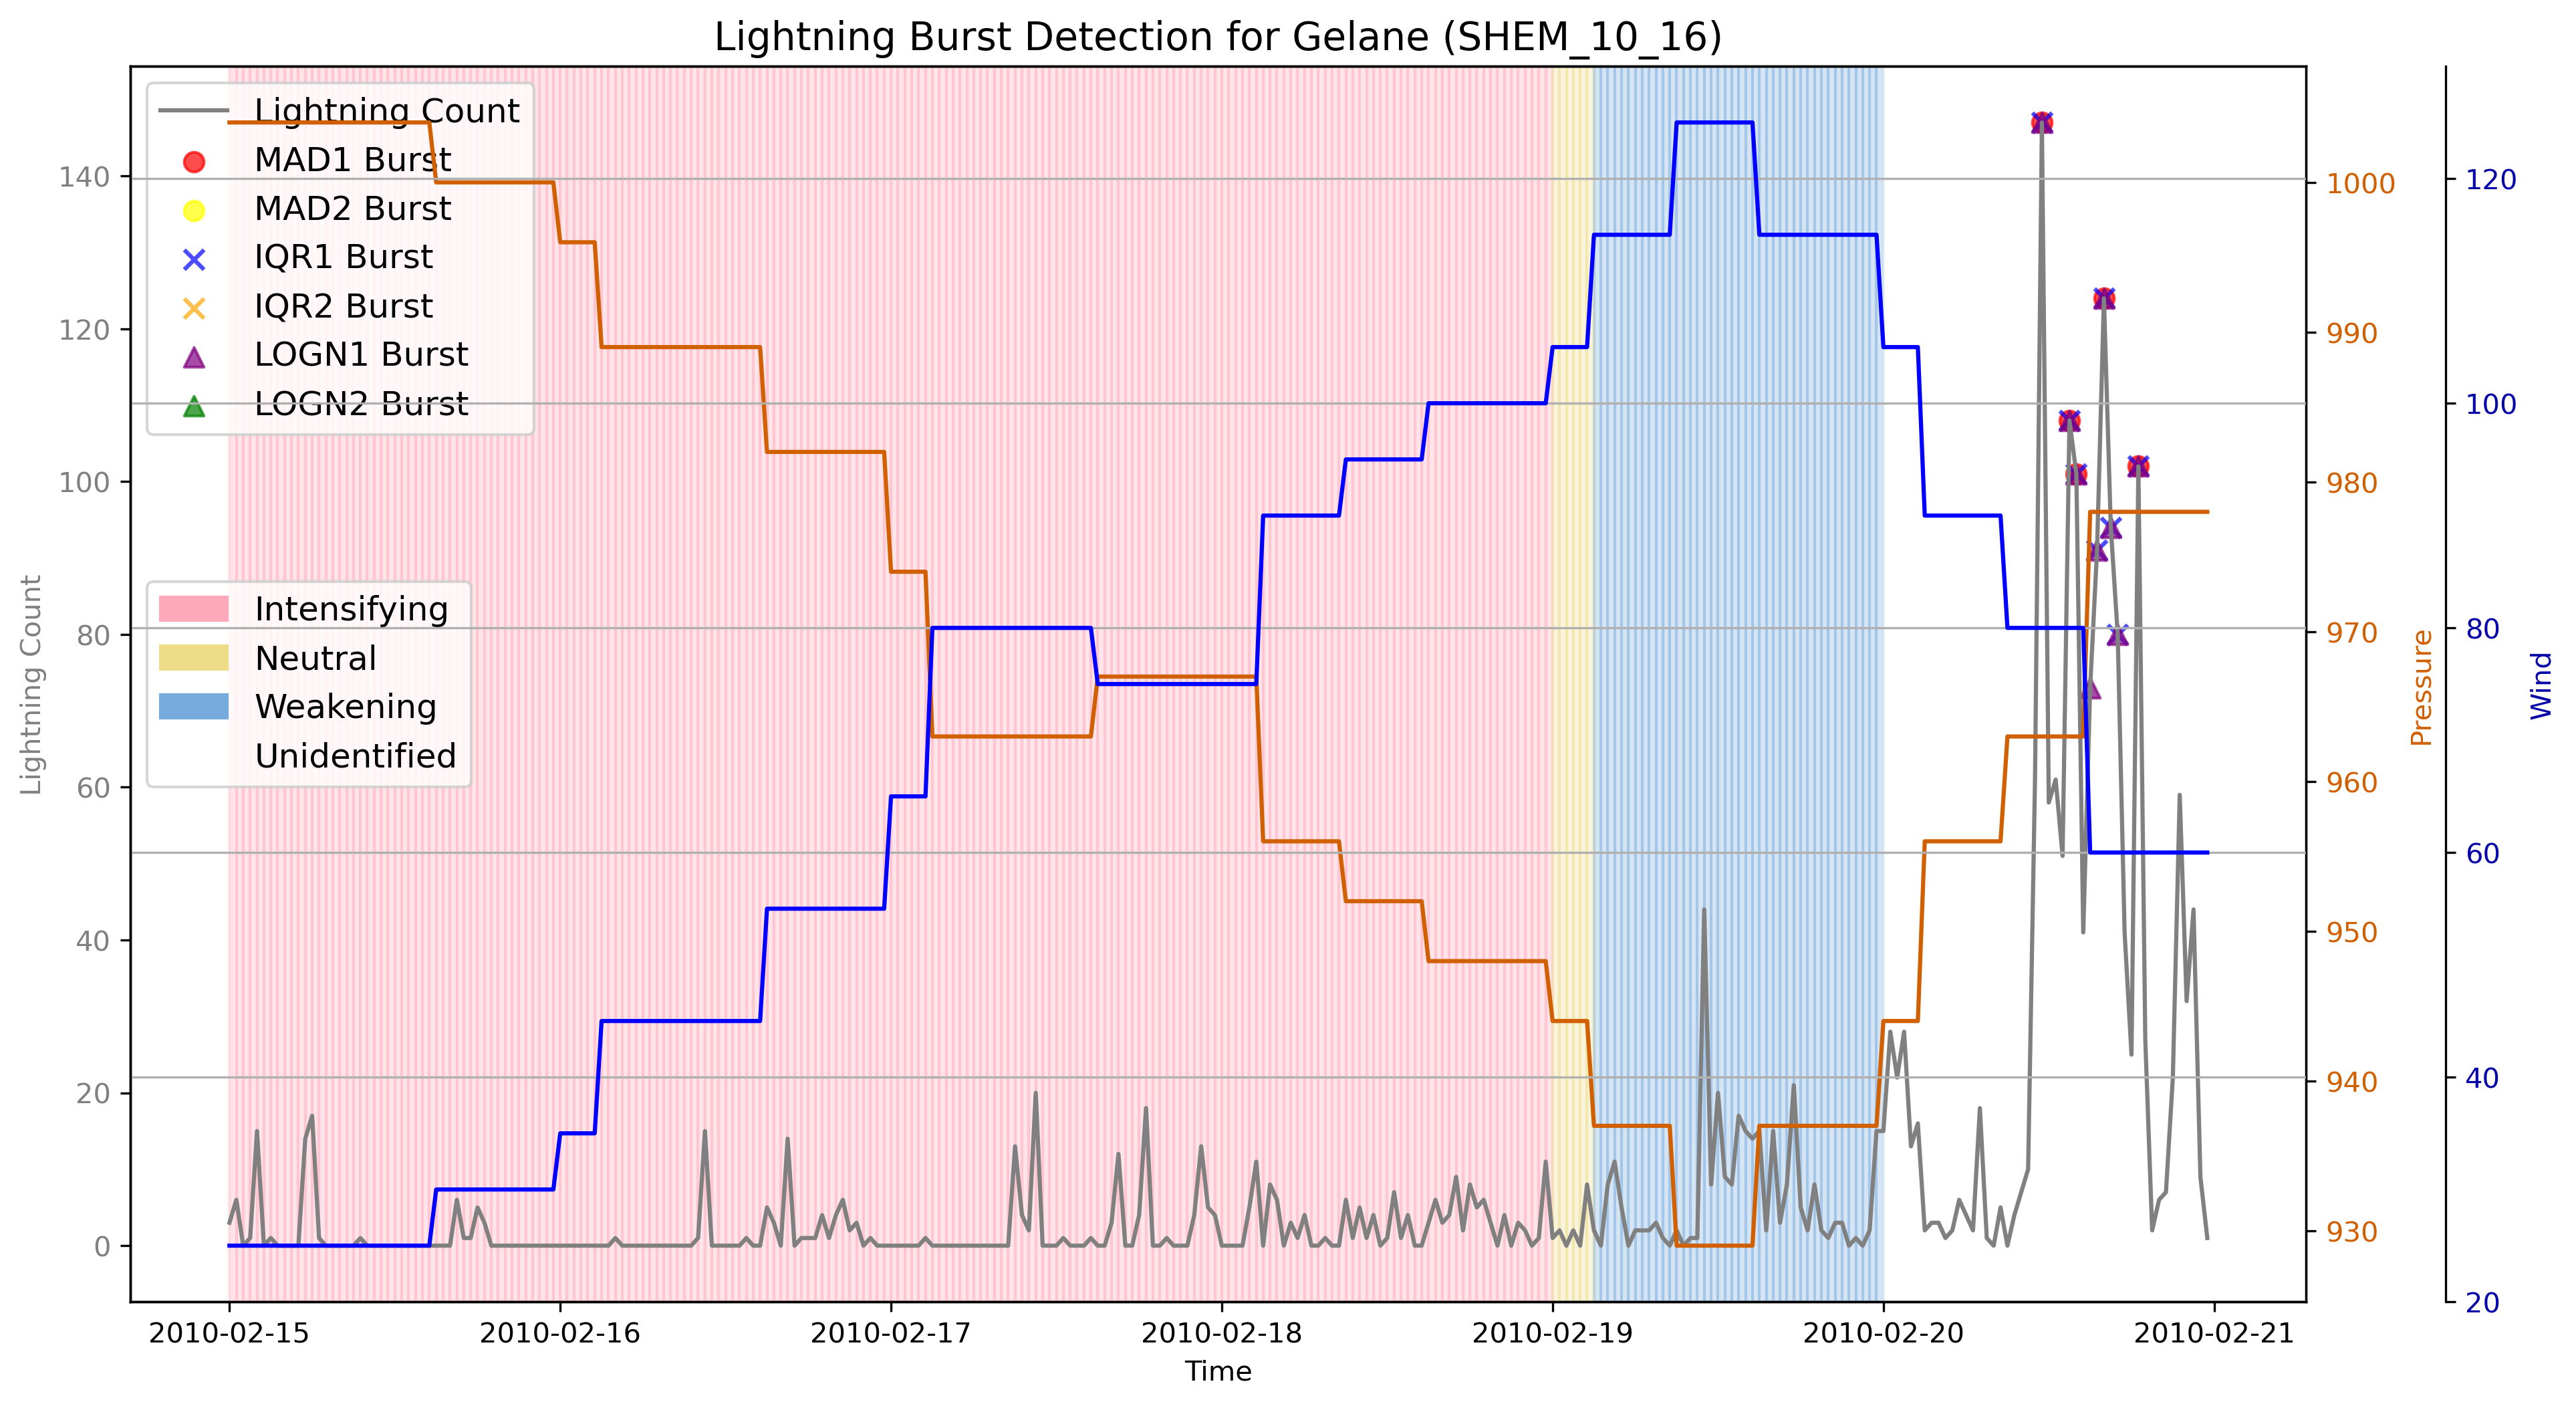 Lightning Burst Detection for Gelane (SHEM_10_16)
Lightning Count
MAD1 Burst
MAD2 Burst
IQR1 Burst
IQR2 Burst
LOGN1 Burst
LOGN2 Burst
Intensifying
Neutral
Weakening
Unidentified
Lightning Count
140
120
100
80
60
40
20
0
1000
990
980
970
960
950
940
930
Pressure
120
100
80
60
40
20
Wind
2010-02-15
2010-02-16
2010-02-17
2010-02-18
2010-02-19
2010-02-20
2010-02-21
Time